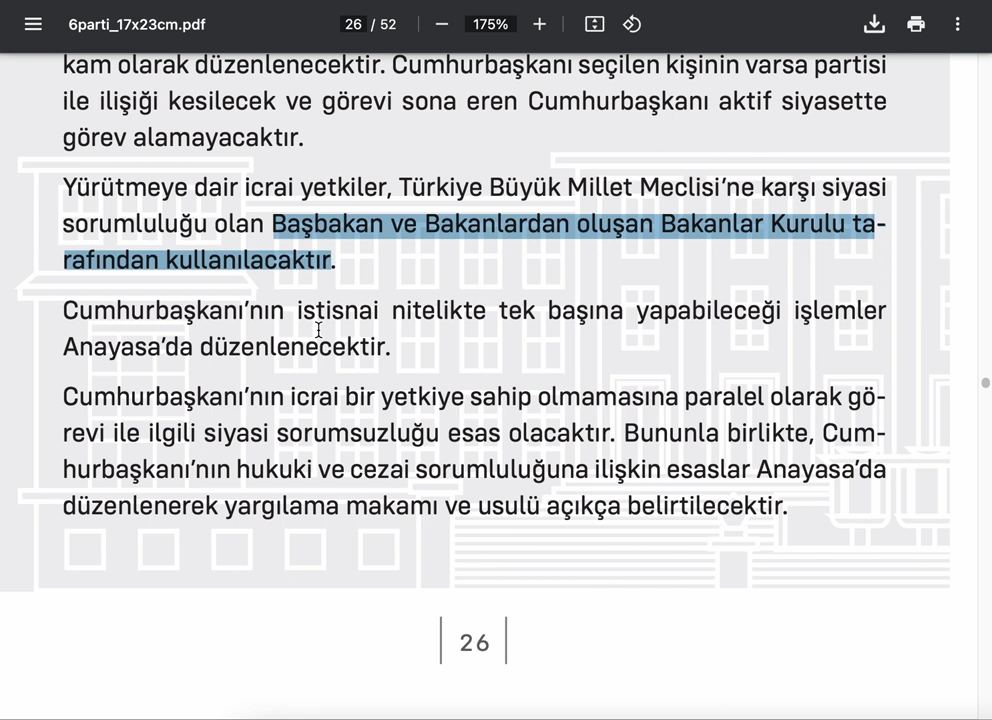 6parti_17x23cm.pdf
26 / 52
175%
kam olarak düzenlenecektir. Cumhurbaşkanı seçilen kişinin varsa partisi
ile ilişiği kesilecek ve görevi sona eren Cumhurbaşkanı aktif siyasette
görev alamayacaktır.
Yürütmeye dair icrai yetkiler, Türkiye Büyük Millet Meclisi’ne karşı siyasi
sorumluluğu olan Başbakan ve Bakanlardan oluşan Bakanlar Kurulu ta-
rafından kullanılacaktır.
Cumhurbaşkanı’nın istisnai nitelikte tek başına yapabileceği işlemler
Anayasa’da düzenlenecektir.
Cumhurbaşkanı’nın icrai bir yetkiye sahip olmamasına paralel olarak gö-
revi ile ilgili siyasi sorumsuzluğu esas olacaktır. Bununla birlikte, Cum-
hurbaşkanı’nın hukuki ve cezai sorumluluğuna ilişkin esaslar Anayasa’da
düzenlenerek yargılama makamı ve usulü açıkça belirtilecektir.
26